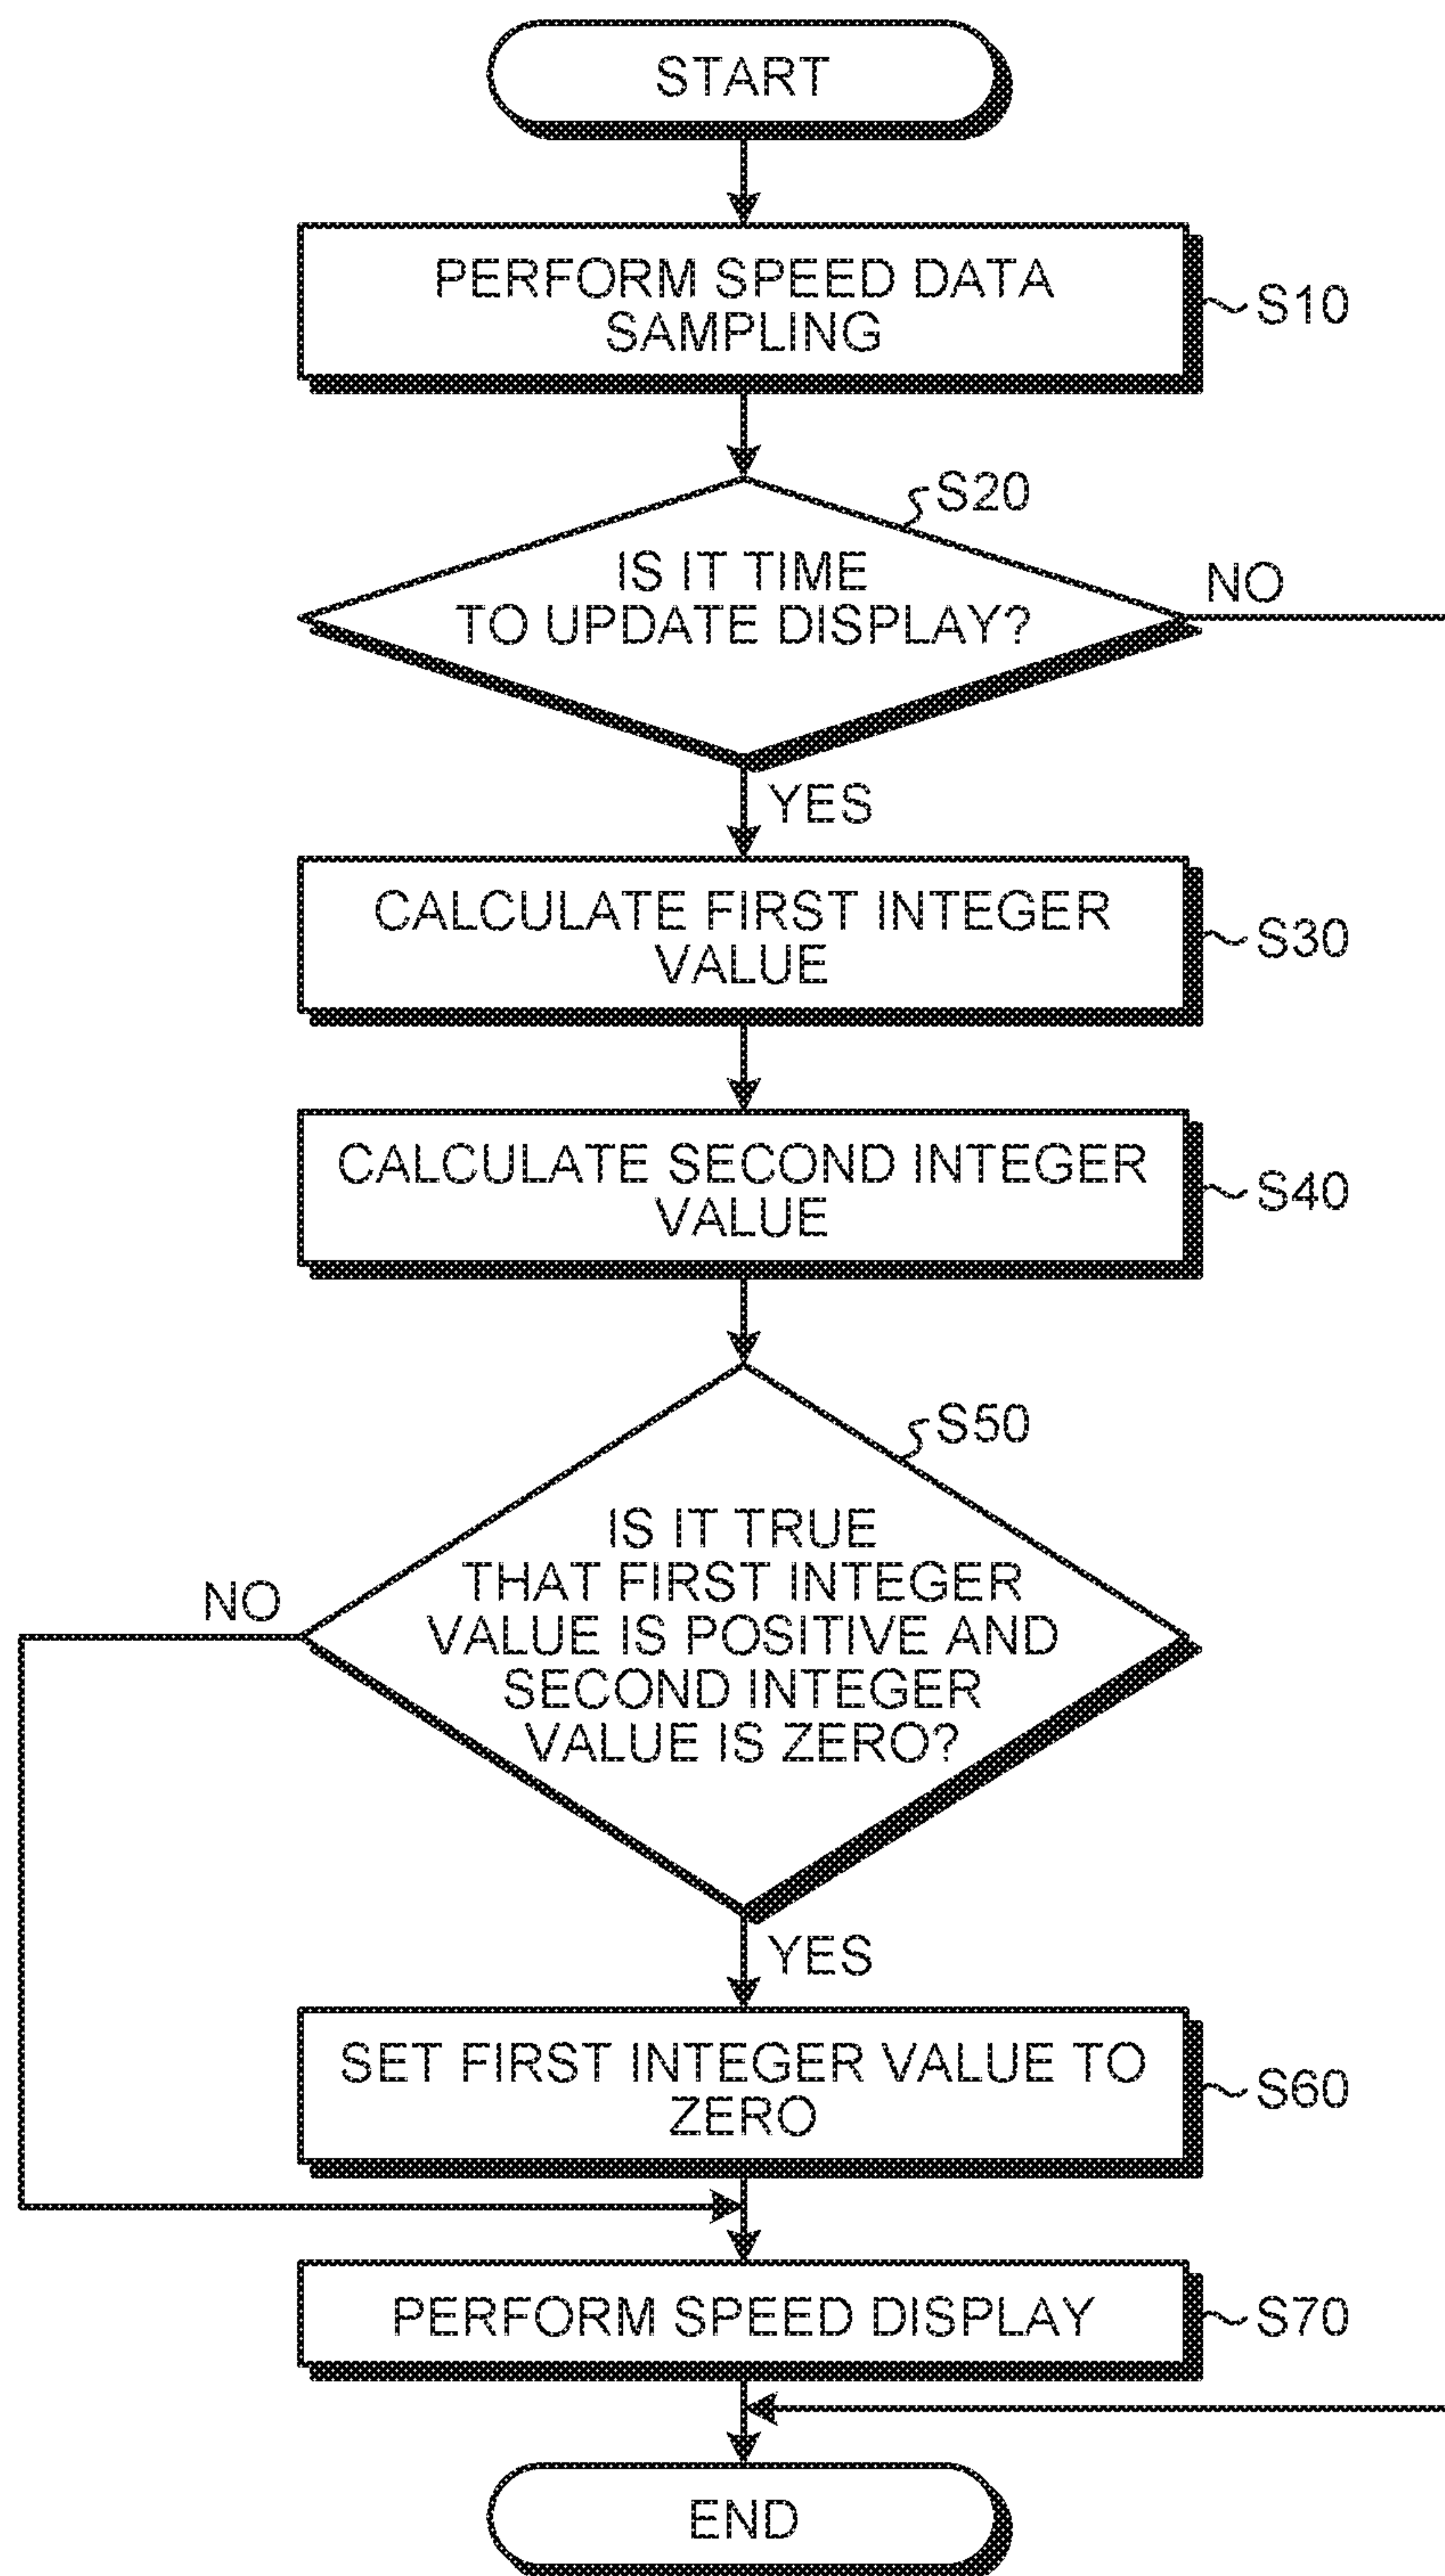 START
PERFORM SPEED DATA
SAMPLING
S10
S20
IS IT TIME
TO UPDATE DISPLAY?
NO
YES
CALCULATE FIRST INTEGER
VALUE
S30
CALCULATE SECOND INTEGER
VALUE
S40
S50
IS IT TRUE
THAT FIRST INTEGER
VALUE IS POSITIVE AND
SECOND INTEGER
VALUE IS ZERO?
NO
YES
SET FIRST INTEGER VALUE TO
ZERO
S60
PERFORM SPEED DISPLAY
S70
END